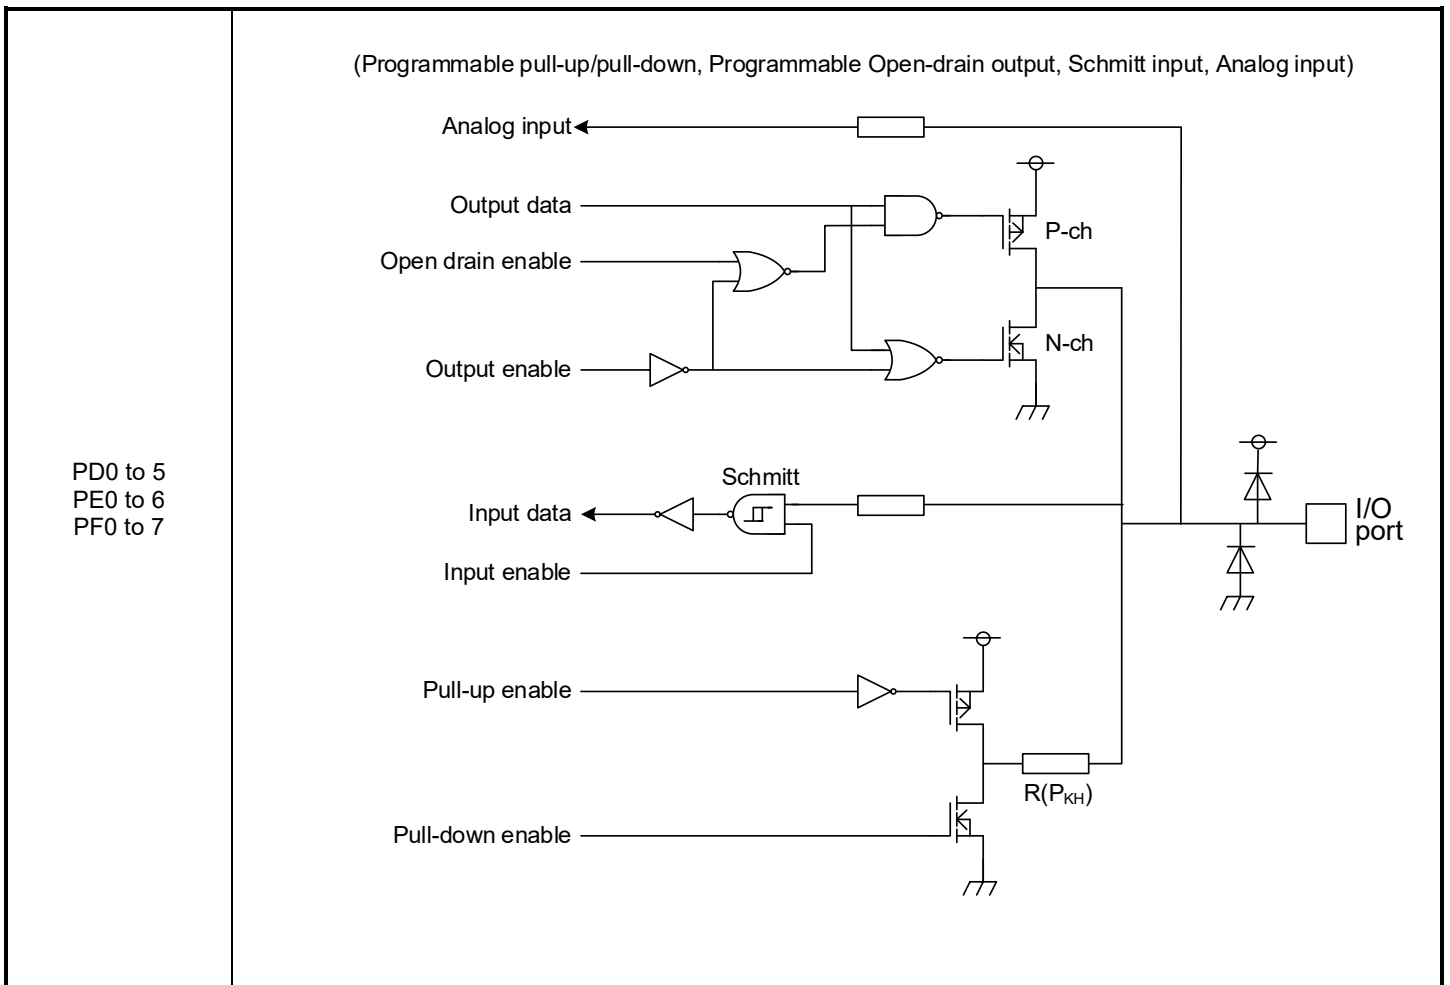 (Programmable pull-up/pull-down, Programmable Open-drain output, Schmitt input, Analog input)
Analog input
Output data
P-ch
Open drain enable
N-ch
Output enable
PD0 to 5
PE0 to 6
PF0 to 7
Schmitt
Input data
I/O
port
Input enable
Pull-up enable
R(PKH)
Pull-down enable